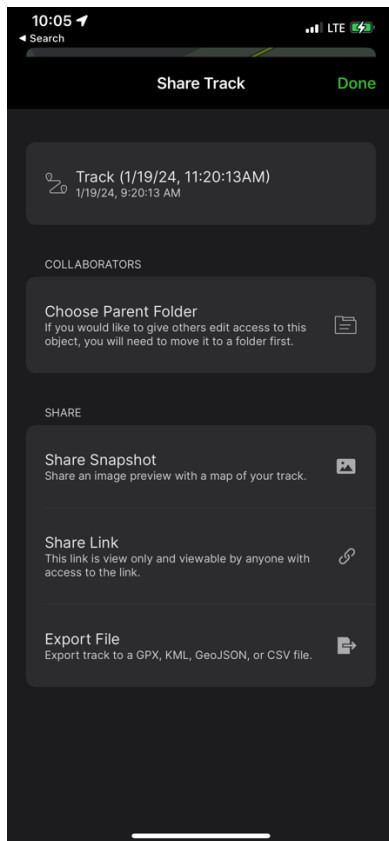 10:05
LTE
◀ Search
Share Track
Done
Track (1/19/24, 11:20:13AM)
1/19/24, 9:20:13 AM
COLLABORATORS
Choose Parent Folder
If you would like to give others edit access to this
object, you will need to move it to a folder first.
SHARE
Share Snapshot
Share an image preview with a map of your track.
Share Link
This link is view only and viewable by anyone with
access to the link.
Export File
Export track to a GPX, KML, GeoJSON, or CSV file.